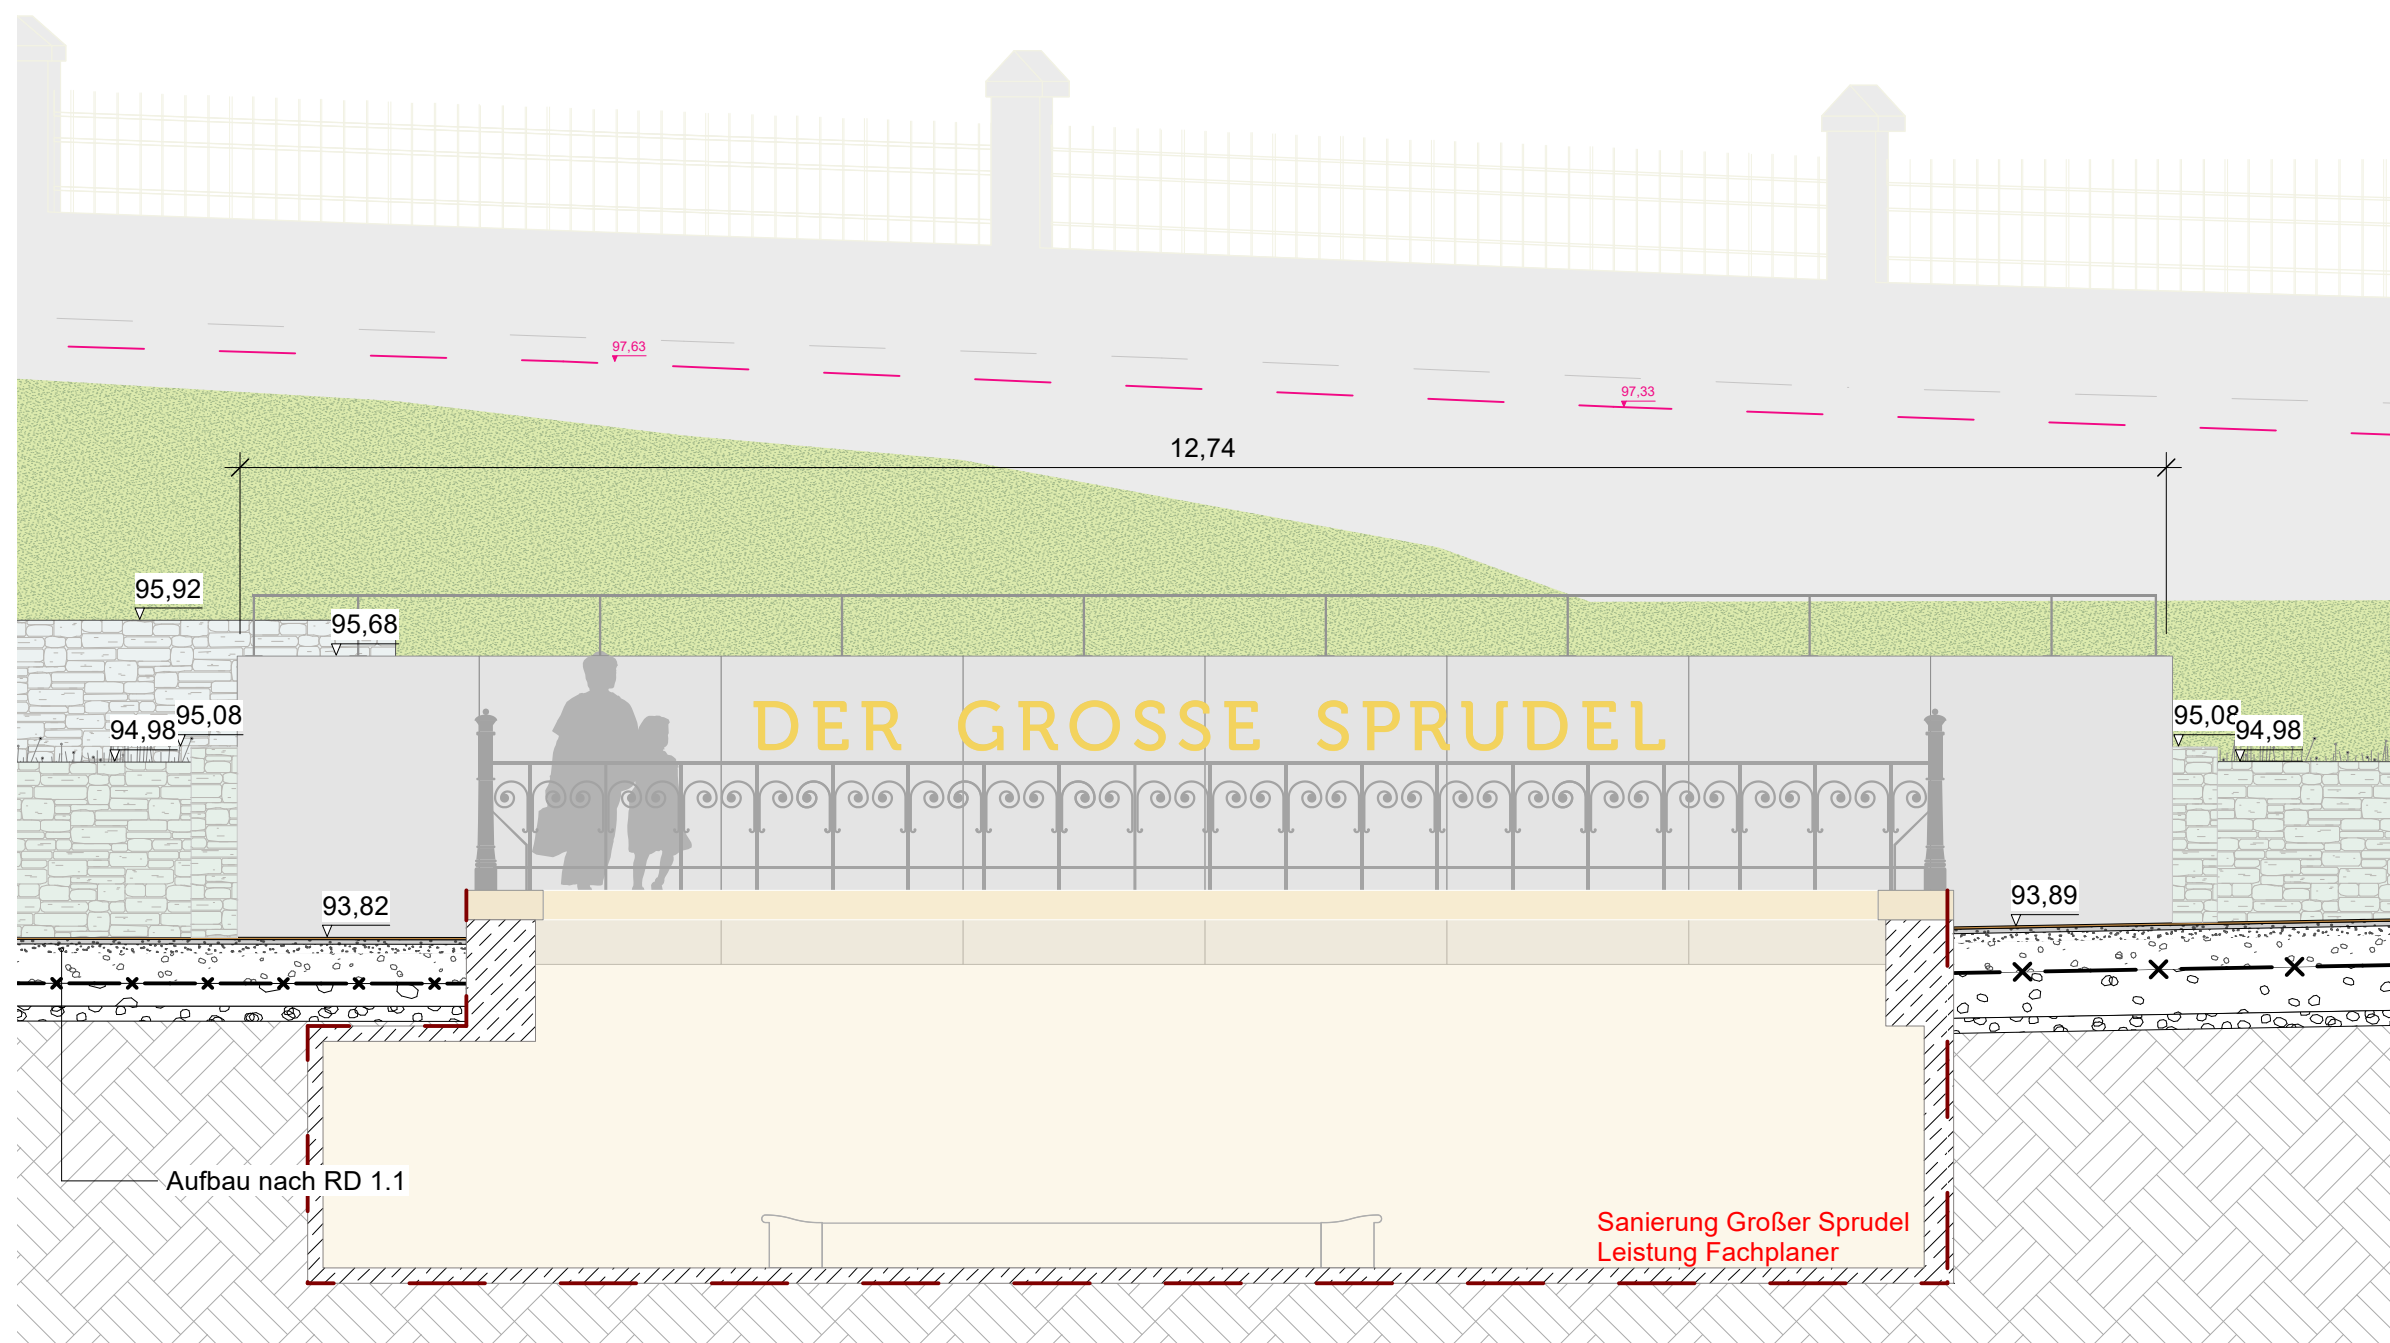 97,63
97,33
12,74
95,92
95,68
95,08
94,98
DER GROSSE SPRUDEL
95,08
94,98
93,82
93,89
Aufbau nach RD 1.1
Sanierung Großer Sprudel
Leistung Fachplaner